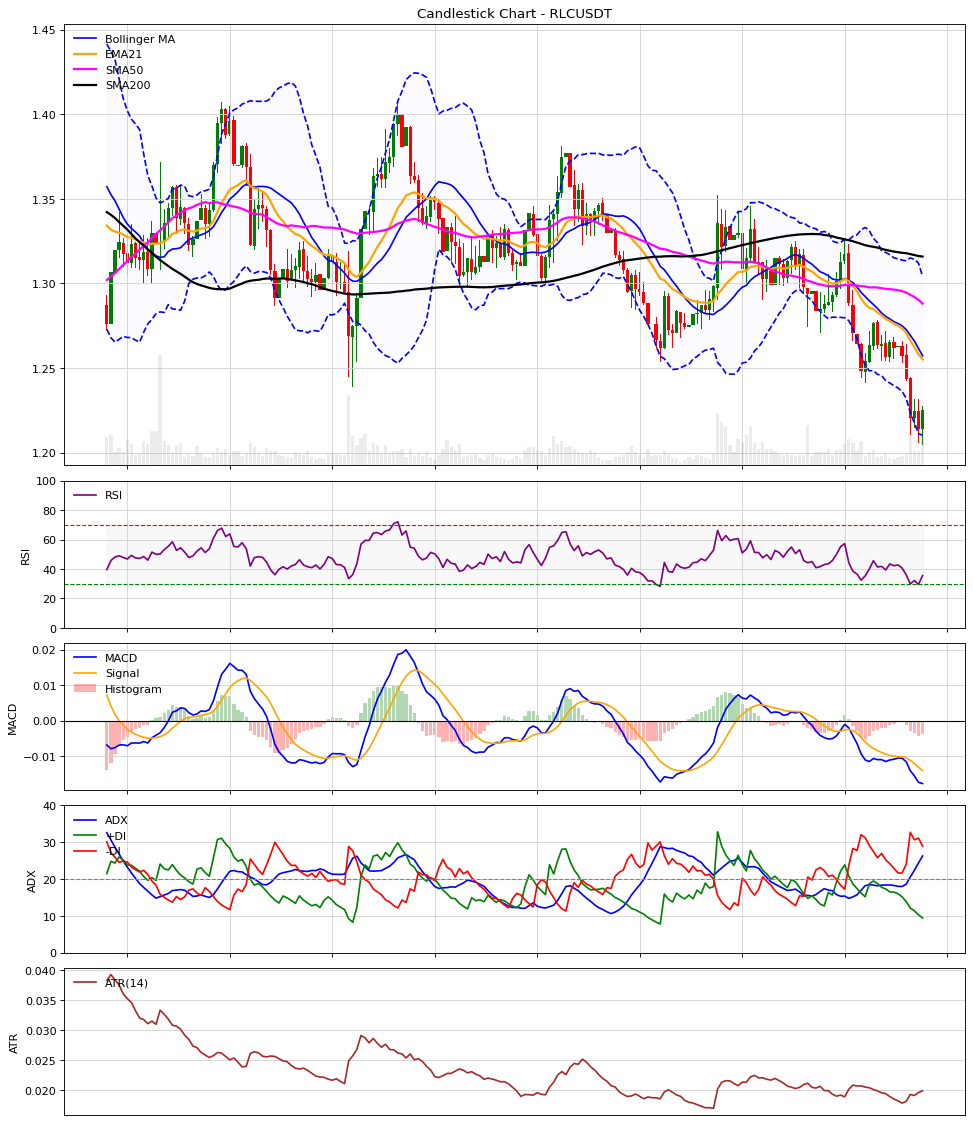 Candlestick Chart - RLCUSDT
1.45
1.40
1.35
1.30
1.25
1.20
Bollinger MA
EMA21
SMA50
SMA200
100
80
60
40
20
0
RSI
RSI
0.02
0.01
0.00
−0.01
MACD
MACD
Signal
Histogram
40
30
20
10
0
ADX
ADX
+DI
-DI
0.040
0.035
0.030
0.025
0.020
ATR
ATR(14)